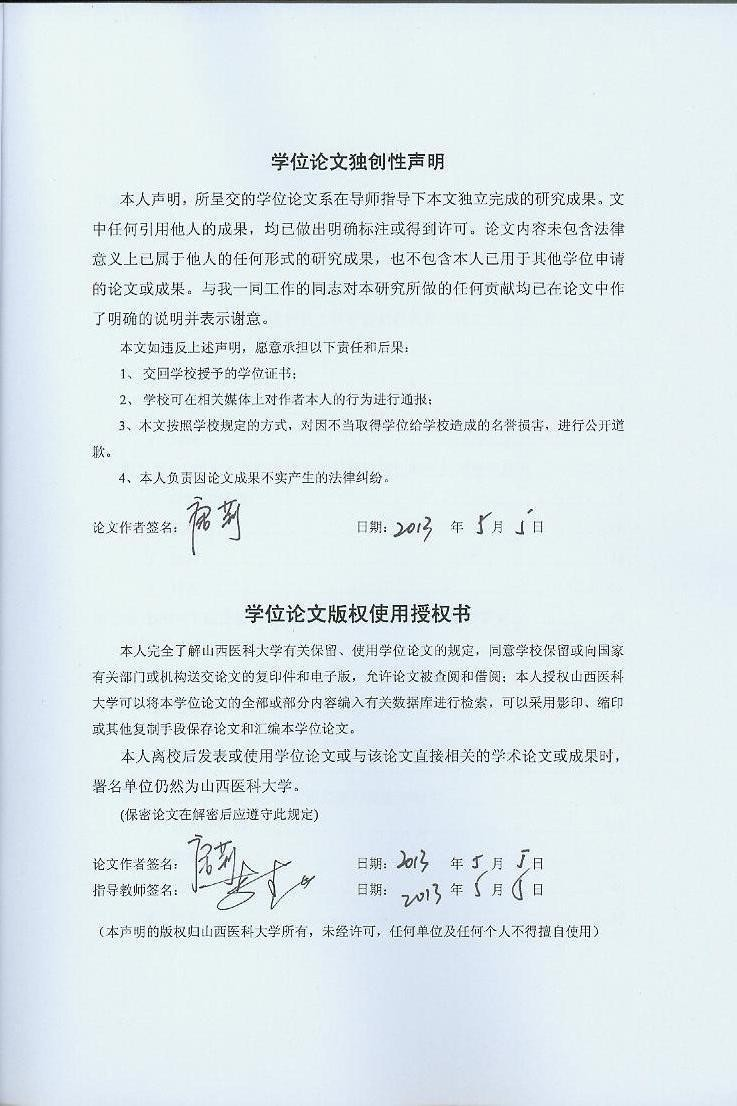 学位论文独创性声明
本人声明，所呈交的学位论文系在导师指导下本文独立完成的研究成果。文
中任何引用他人的成果，均已做出明确标注或得到许可。论文内容未包含法律
意义上已属于他人的任何形式的研究成果，也不包含本人已用于其他学位申请
的论文或成果。与我一同工作的同志对本研究所做的任何贡献均已在论文中作
了明确的说明并表示谢意。
本文如违反上述声明，愿意承担以下责任和后果：
1、 交回学校授予的学位证书；
2、 学校可在相关媒体上对作者本人的行为进行通报；
3、本文按照学校规定的方式，对因不当取得学位给学校造成的名誉损害，进行公开道
歉。
4、本人负责因论文成果不实产生的法律纠纷。
论文作者签名： 日期：2013 年 5 月 5 日
学位论文版权使用授权书
本人完全了解山西医科大学有关保留、使用学位论文的规定，同意学校保留或向国家
有关部门或机构送交论文的复印件和电子版，允许论文被查阅和借阅；本人授权山西医科
大学可以将本学位论文的全部或部分内容编入有关数据库进行检索，可以采用影印、缩印
或其他复制手段保存论文和汇编本学位论文。
本人离校后发表或使用学位论文或与该论文直接相关的学术论文或成果时，
署名单位仍然为山西医科大学。
(保密论文在解密后应遵守此规定)
论文作者签名： 日期：2013 年 5 月 5 日
指导教师签名： 日期：2013 年 5 月 日
（本声明的版权归山西医科大学所有，未经许可，任何单位及任何个人不得擅自使用）